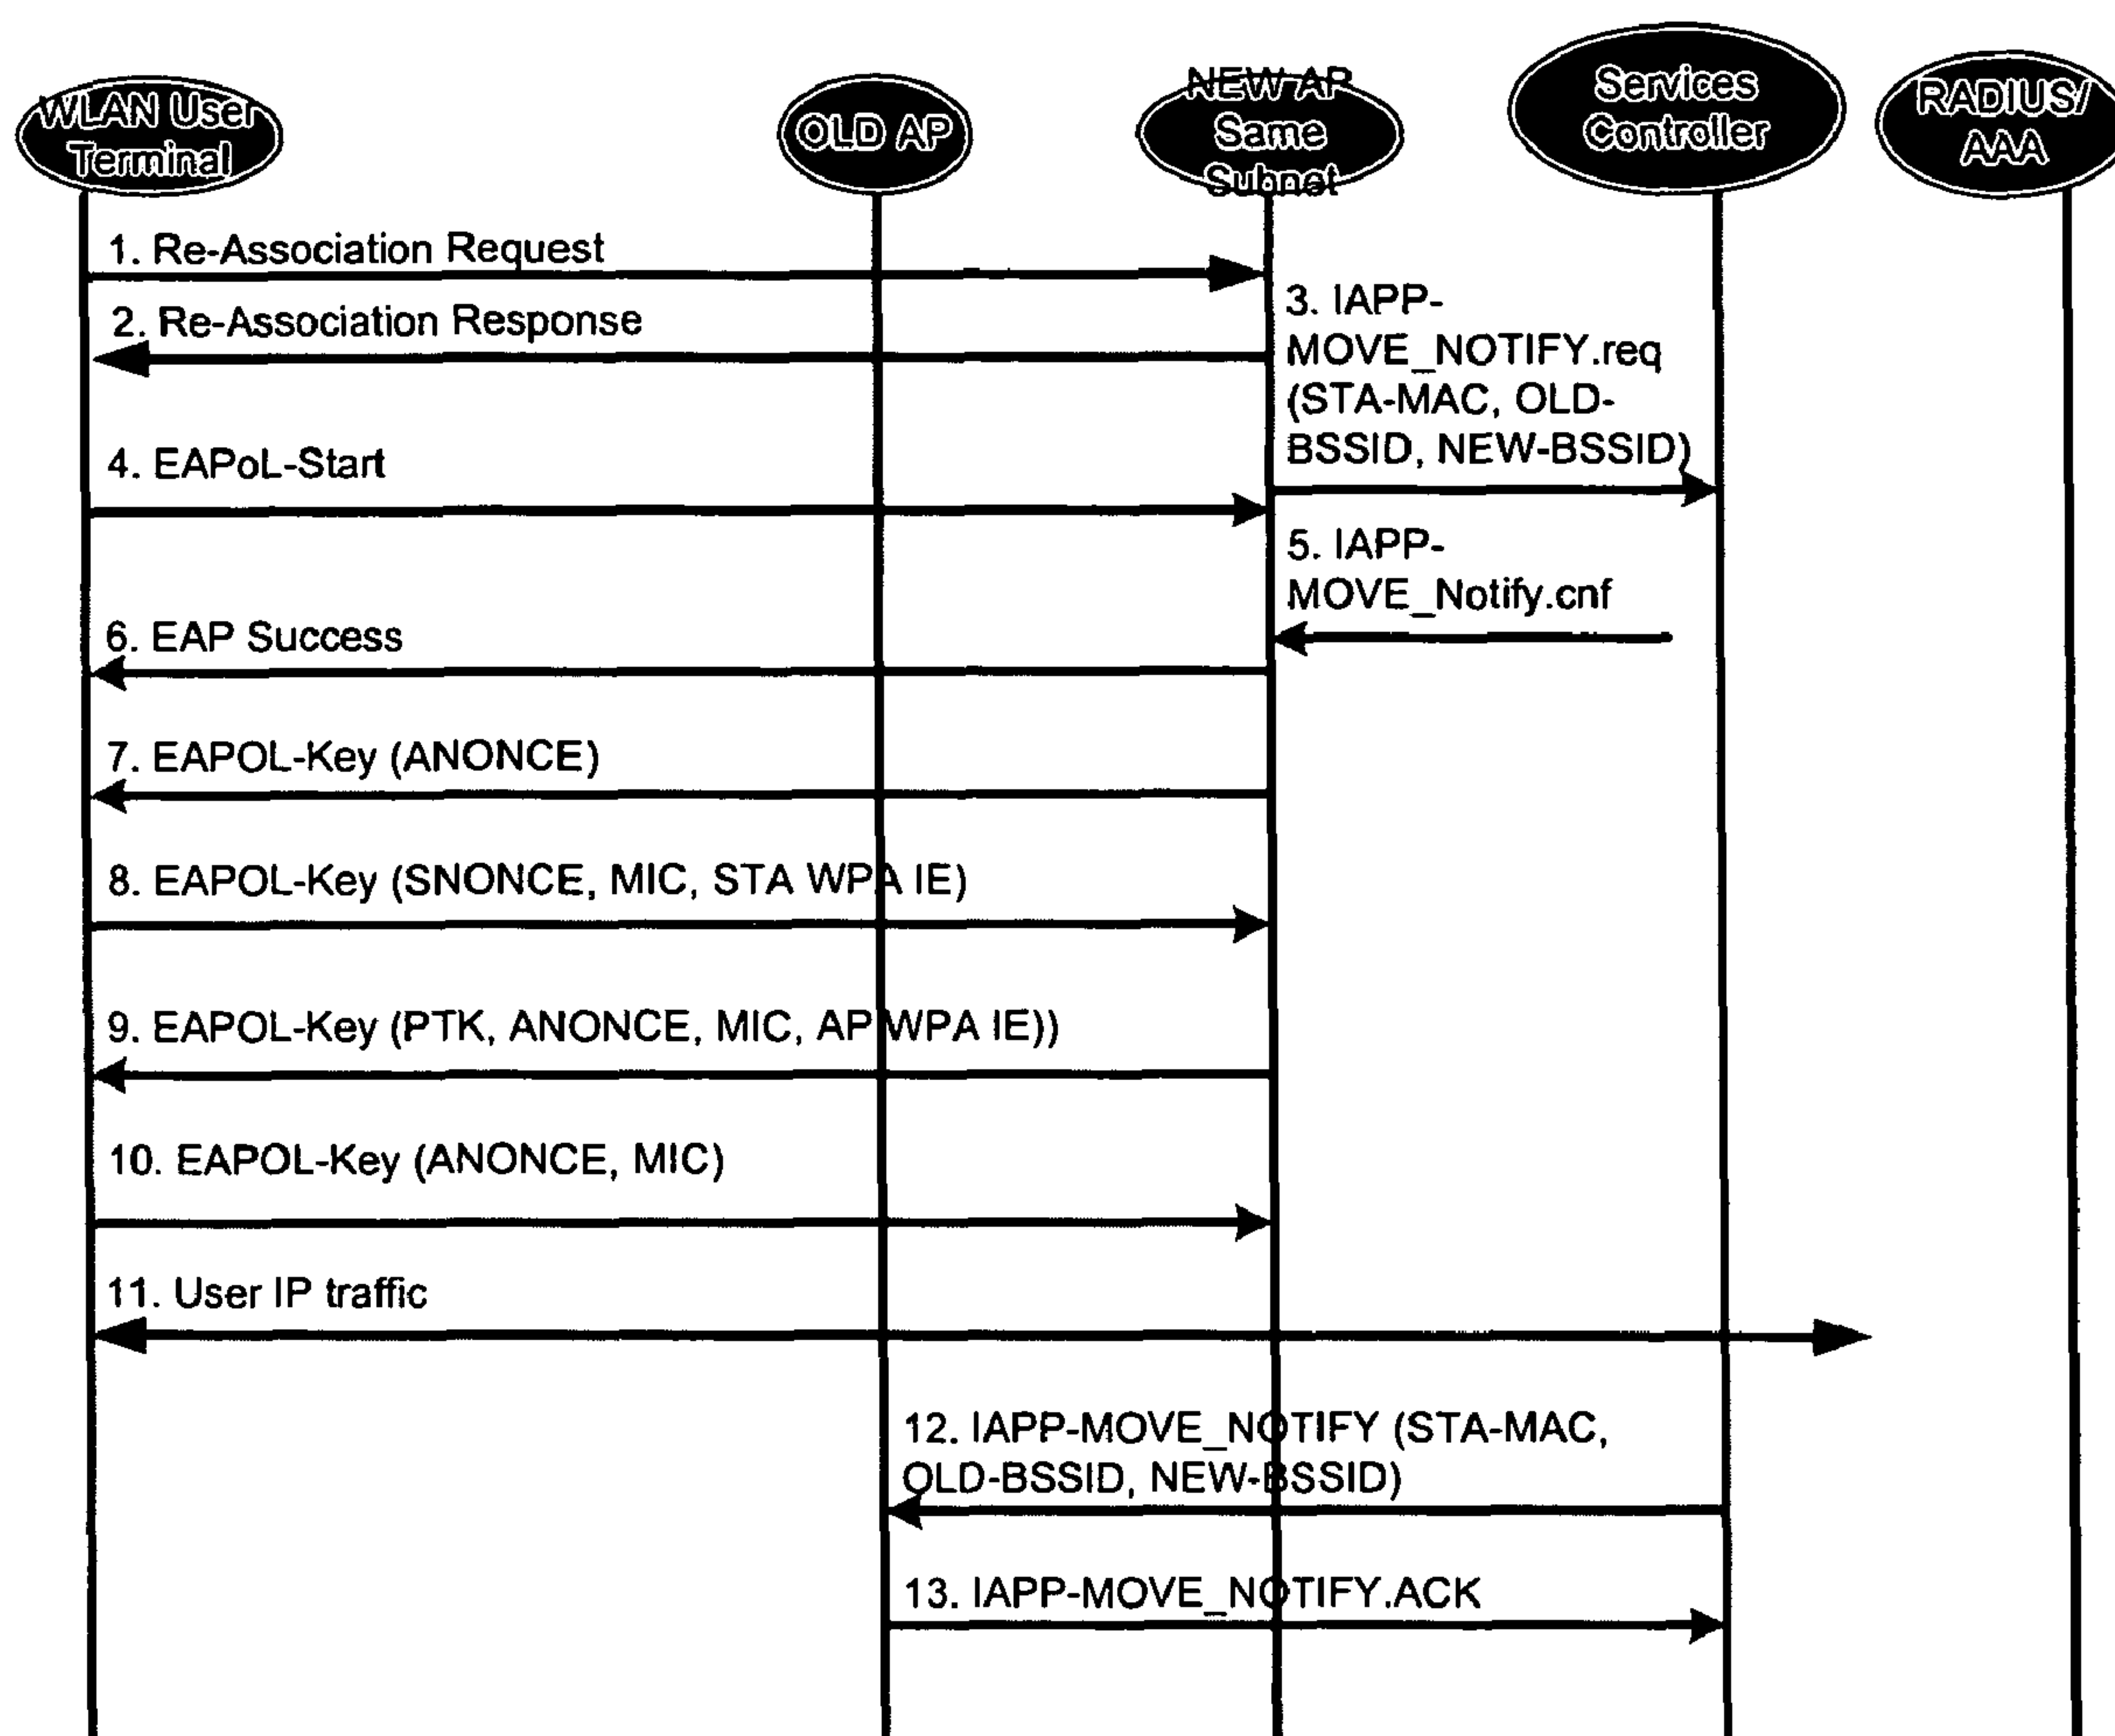 WLAN User
Terminal
OLD AP
NEW AP
Same
Subnet
Services
Controller
RADIUS/
AAA
1. Re-Association Request
2. Re-Association Response
3. IAPP-
MOVE_NOTIFY.req
(STA-MAC, OLD-
BSSID, NEW-BSSID)
4. EAPoL-Start
5. IAPP-
MOVE_Notify.cnf
6. EAP Success
7. EAPOL-Key (ANONCE)
8. EAPOL-Key (SNONCE, MIC, STA WPA IE)
9. EAPOL-Key (PTK, ANONCE, MIC, AP WPA IE))
10. EAPOL-Key (ANONCE, MIC)
11. User IP traffic
12. IAPP-MOVE_NOTIFY (STA-MAC,
OLD-BSSID, NEW-BSSID)
13. IAPP-MOVE_NOTIFY.ACK